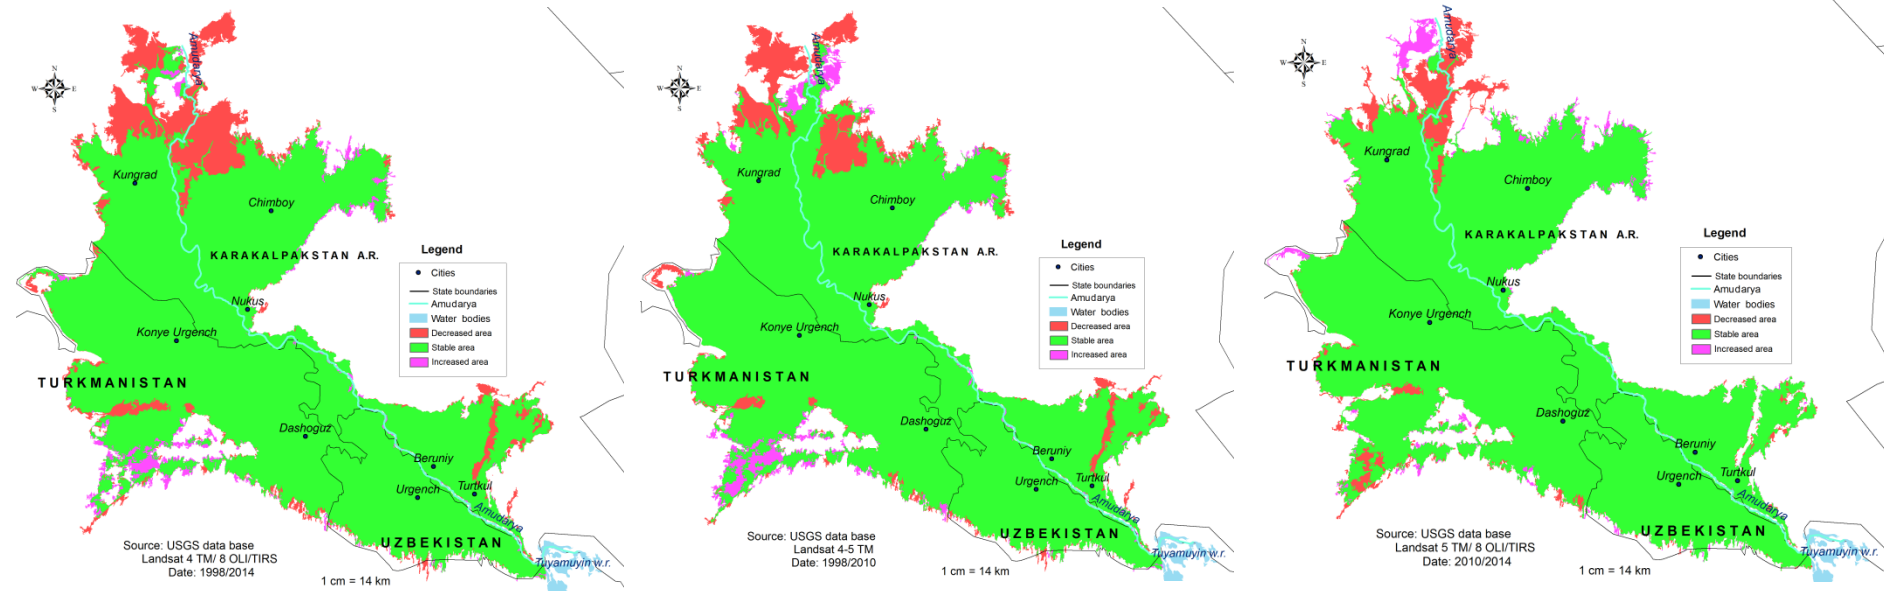 N
W E
S
Amudarya
Kungrad
Chimboy
KARAKALPAKSTAN A.R.
Nukus
Konye Urgench
TURKMANISTAN
Dashoguz
Beruniy
Urgench
Turtkul
Amudarya
UZBEKISTAN
Tuyamuyin w.r.
Legend
Cities
State boundaries
Amudarya
Water bodies
Decreased area
Stable area
Increased area
Source: USGS data base
Landsat 4 TM/ 8 OLI/TIRS
Date: 1998/2014
1 cm = 14 km
N
W E
S
Amudarya
Kungrad
Chimboy
KARAKALPAKSTAN A.R.
Nukus
Konye Urgench
TURKMANISTAN
Dashoguz
Beruniy
Urgench
Turtkul
Amudarya
UZBEKISTAN
Tuyamuyin w.r.
Legend
Cities
State boundaries
Amudarya
Water bodies
Decreased area
Stable area
Increased area
Source: USGS data base
Landsat 4-5 TM
Date: 1998/2010
1 cm = 14 km
N
W E
S
Amudarya
Kungrad
Chimboy
KARAKALPAKSTAN A.R.
Nukus
Konye Urgench
TURKMANISTAN
Dashoguz
Beruniy
Urgench
Turtkul
Amudarya
UZBEKISTAN
Tuyamuyin w.r.
Legend
Cities
State boundaries
Amudarya
Water bodies
Decreased area
Stable area
Increased area
Source: USGS data base
Landsat 5 TM/ 8 OLI/TIRS
Date: 2010/2014
1 cm = 14 km